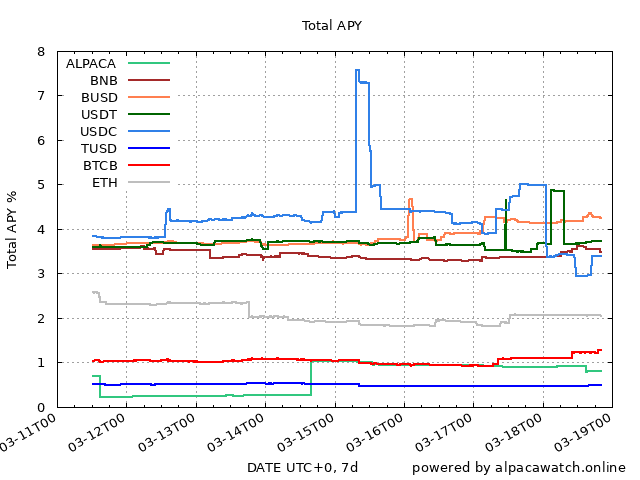 Total APY
8
7
6
5
4
3
2
1
0
Total APY %
ALPACA
BNB
BUSD
USDT
USDC
TUSD
BTCB
ETH
03-11T00
03-12T00
03-13T00
03-14T00
03-15T00
03-16T00
03-17T00
03-18T00
03-19T00
DATE UTC+0, 7d
powered by alpacawatch.online